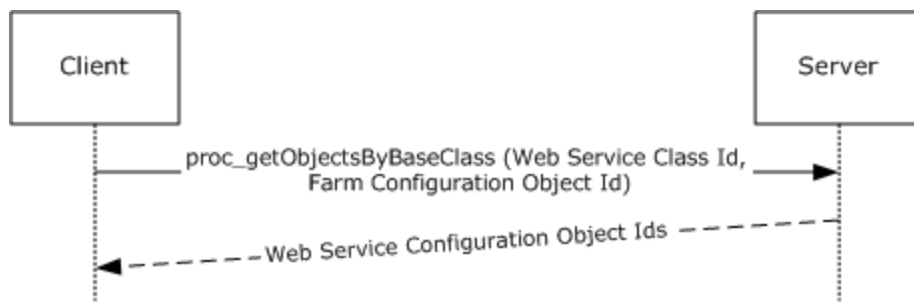 Client
Server
proc_getObjectsByBaseClass (Web Service Class Id,
Farm Configuration Object Id)
Web Service Configuration Object Ids